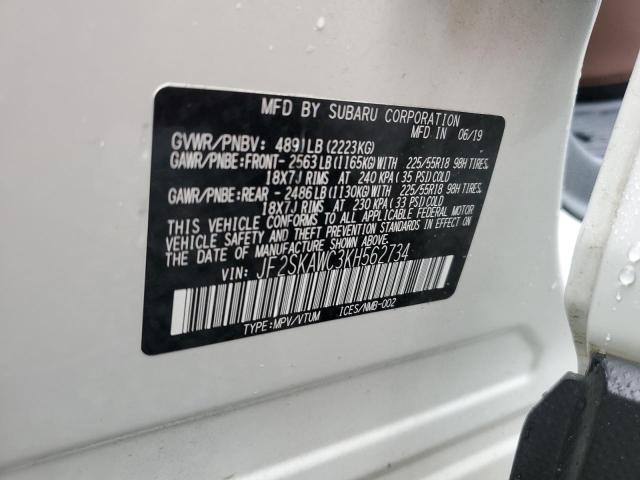 MFD BY SUBARU CORPORATION
GVWR/PNBV: 4891LB(2223KG) MFD IN 06/19
GAWR/PNBE:FRONT-2563LB(1165KG)WITH 225/55R18 98H TIRES,
18X7J RIMS AT 240 KPA(35 PSI)COLD
GAWR/PNBE:REAR -2486LB(1130KG)WITH 225/55R18 98H TIRES,
18X7J RIMS AT 230 KPA(33 PSI)COLD
THIS VEHICLE CONFORMS TO ALL APPLICABLE FEDERAL MOTOR
VEHICLE SAFETY AND THEFT PREVENTION STANDARDS IN EFFECT ON
THE DATE OF MANUFACTURE SHOWN ABOVE.
VIN: JF2SKAWC3KH562734
TYPE:MPV/VTUM ICES/NMB-002